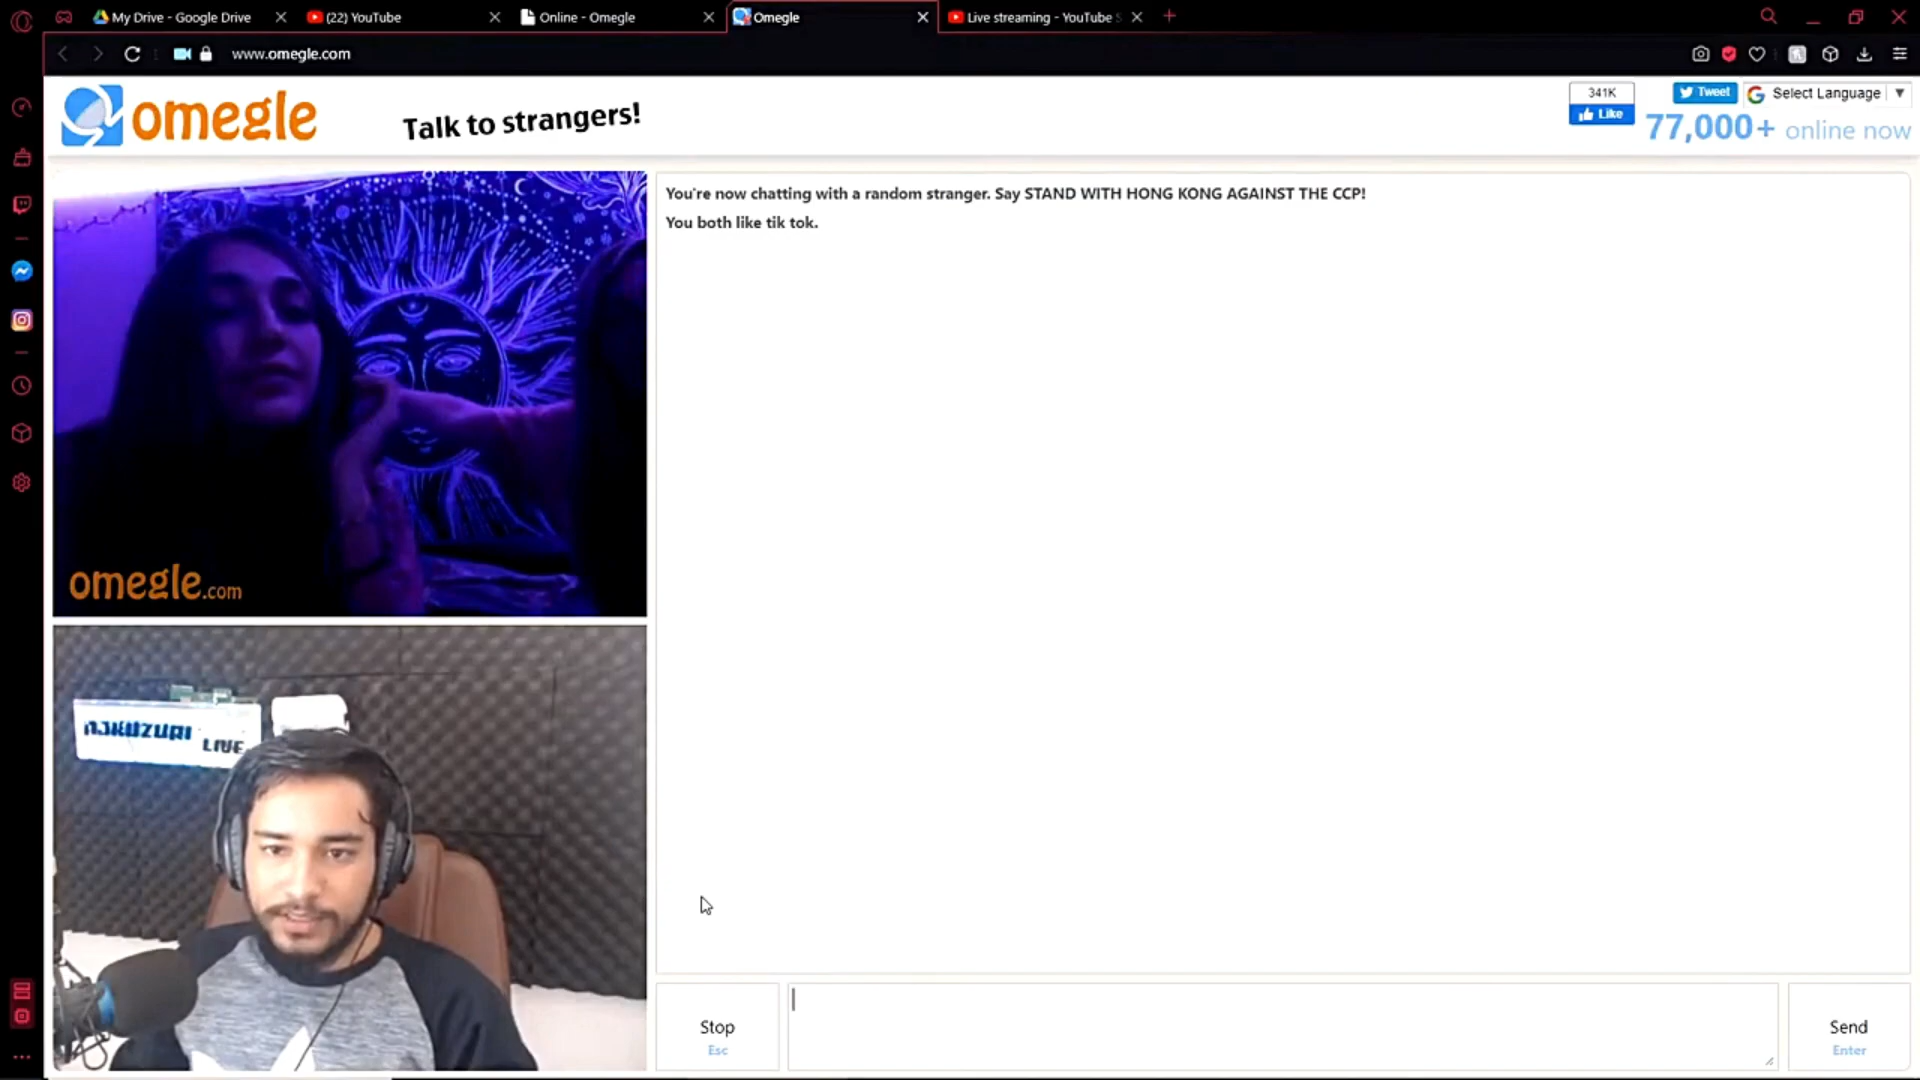 My Drive - Google Drive
(22) YouTube
Online - Omegle
Omegle
Live streaming - YouTube S
www.omegle.com
omegle
Talk to strangers!
341K
Like
Tweet
Select Language
77,000+ online now
You're now chatting with a random stranger. Say STAND WITH HONG KONG AGAINST THE CCP!
You both like tik tok.
omegle.com
LIVE
Stop
Esc
Send
Enter